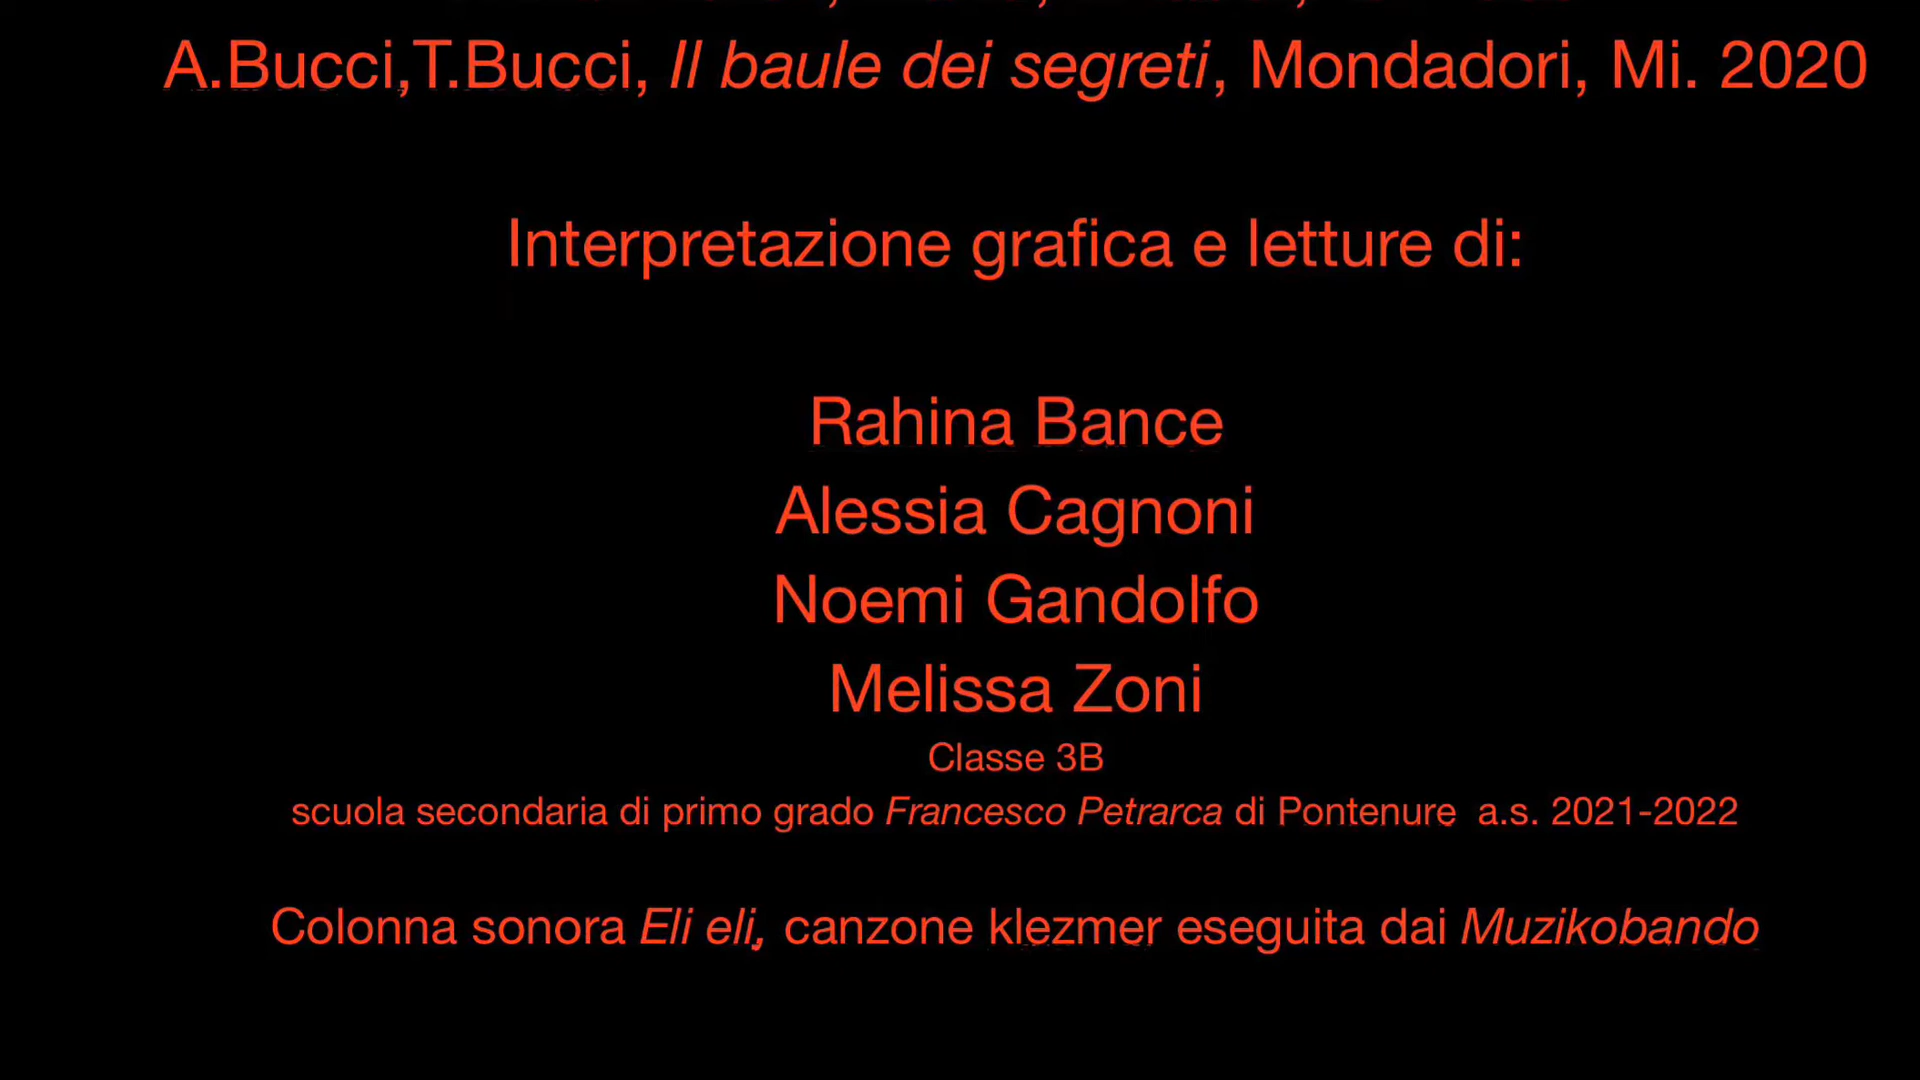 A.Bucci,T.Bucci, Il baule dei segreti, Mondadori, Mi. 2020
Interpretazione grafica e letture di:
Rahina Bance
Alessia Cagnoni
Noemi Gandolfo
Melissa Zoni
Classe 3B
scuola secondaria di primo grado Francesco Petrarca di Pontenure a.s. 2021-2022
Colonna sonora Eli eli, canzone klezmer eseguita dai Muzikobando